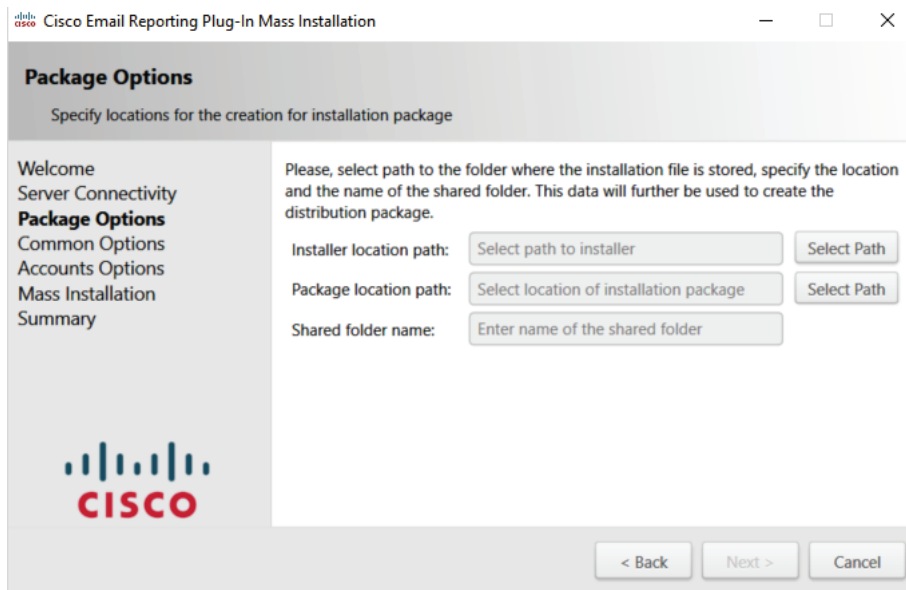 Cisco Email Reporting Plug-In Mass Installation
Package Options
Specify locations for the creation for installation package
Welcome
Server Connectivity
Package Options
Common Options
Accounts Options
Mass Installation
Summary
Please, select path to the folder where the installation file is stored, specify the location
and the name of the shared folder. This data will further be used to create the
distribution package.
Installer location path: Select path to installer Select Path
Package location path: Select location of installation package Select Path
Shared folder name: Enter name of the shared folder
CISCO
< Back Next > Cancel